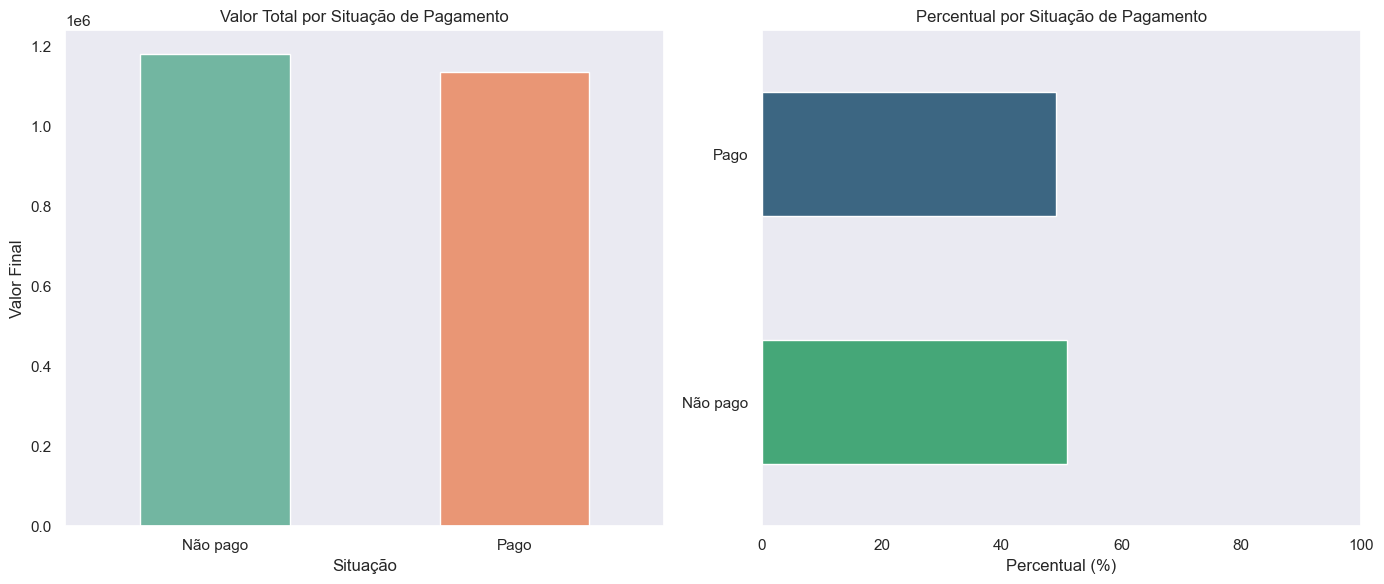 Valor Total por Situação de Pagamento
1e6
1.2
1.0
0.8
0.6
0.4
0.2
0.0
Valor Final
Não pago
Pago
Situação
Percentual por Situação de Pagamento
Pago
Não pago
0
20
40
60
80
100
Percentual (%)